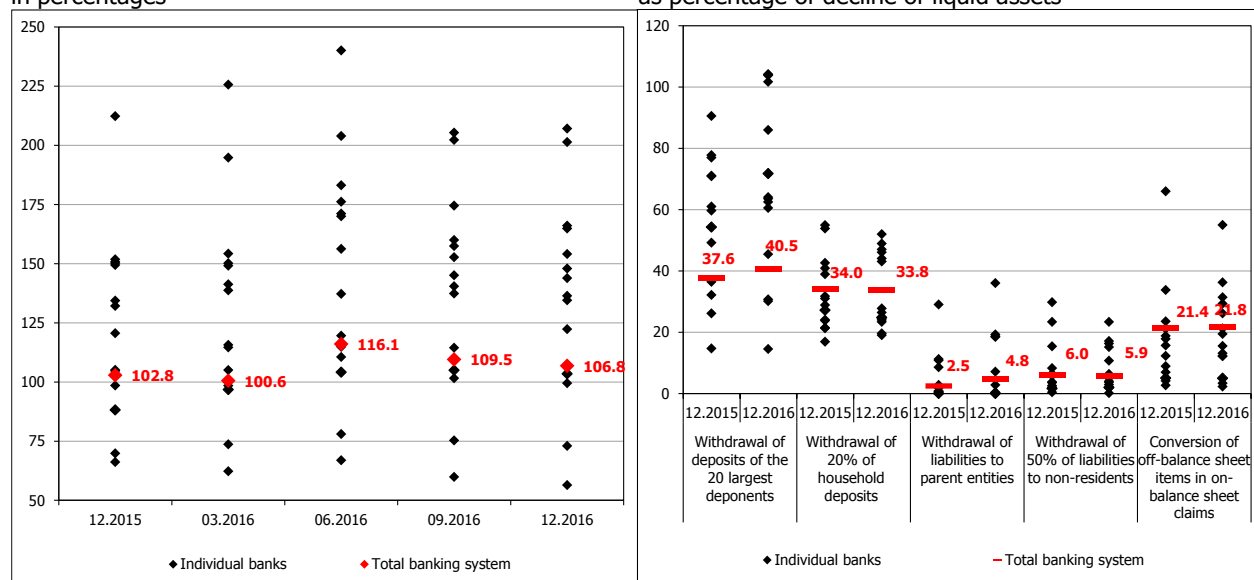 in percentages
as percentage of decline of liquid assets
250
225
200
175
150
125
100
75
50
102.8
100.6
116.1
109.5
106.8
12.2015 03.2016 06.2016 09.2016 12.2016
Individual banks Total banking system
120
100
80
60
40
20
0
37.6
40.5
34.0
33.8
2.5
4.8
6.0
5.9
21.4
21.8
12.2015 12.2016 12.2015 12.2016 12.2015 12.2016 12.2015 12.2016 12.2015 12.2016
Withdrawal of
deposits of the
20 largest
deponents
Withdrawal of
20% of
household
deposits
Withdrawal of
liabilities to
parent entities
Withdrawal of
50% of liabilities
to non-residents
Conversion of
off-balance sheet
items in on-
balance sheet
claims
Individual banks Total banking system